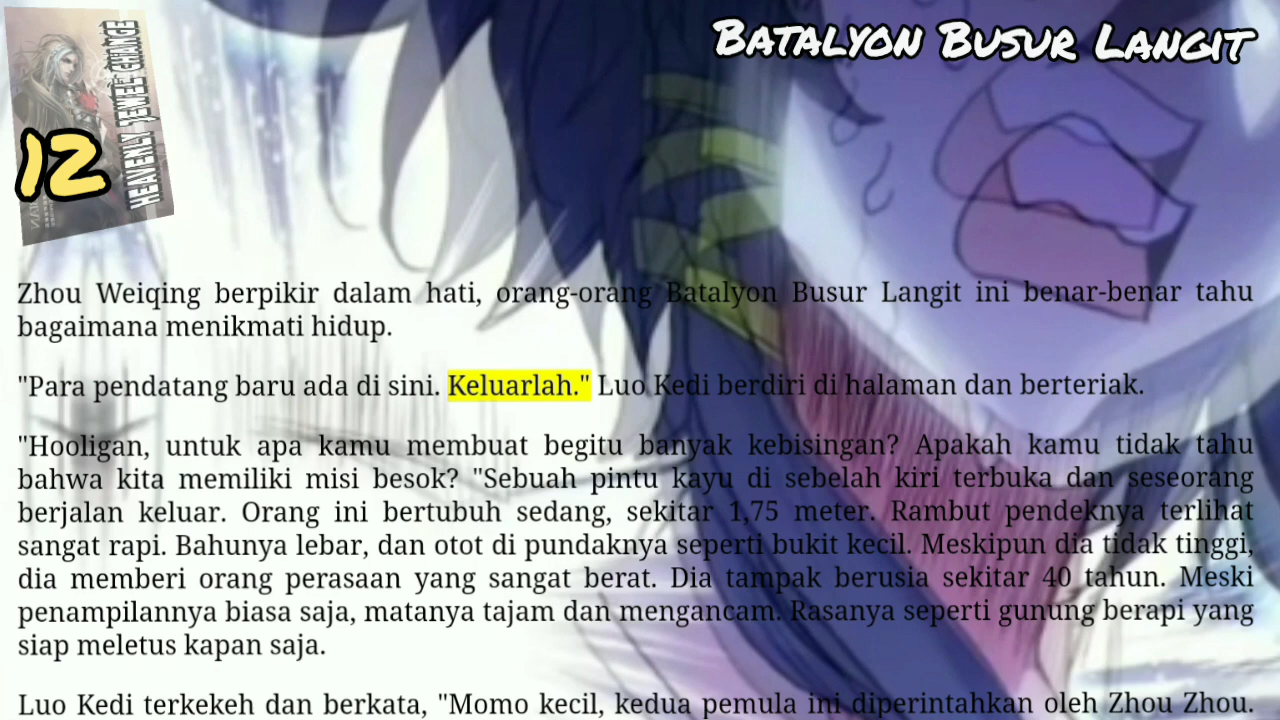 BATALYON BUSUR LANGIT
HEAVENLY JEWEL CHANGE
12
Zhou Weiqing berpikir dalam hati, orang-orang Batalyon Busur Langit ini benar-benar tahu
bagaimana menikmati hidup.
"Para pendatang baru ada di sini. Keluarlah." Luo Kedi berdiri di halaman dan berteriak.
"Hooligan, untuk apa kamu membuat begitu banyak kebisingan? Apakah kamu tidak tahu
bahwa kita memiliki misi besok? "Sebuah pintu kayu di sebelah kiri terbuka dan seseorang
berjalan keluar. Orang ini bertubuh sedang, sekitar 1,75 meter. Rambut pendeknya terlihat
sangat rapi. Bahunya lebar, dan otot di pundaknya seperti bukit kecil. Meskipun dia tidak tinggi,
dia memberi orang perasaan yang sangat berat. Dia tampak berusia sekitar 40 tahun. Meski
penampilannya biasa saja, matanya tajam dan mengancam. Rasanya seperti gunung berapi yang
siap meletus kapan saja.
Luo Kedi terkekeh dan berkata, "Momo kecil, kedua pemula ini diperintahkan oleh Zhou Zhou.